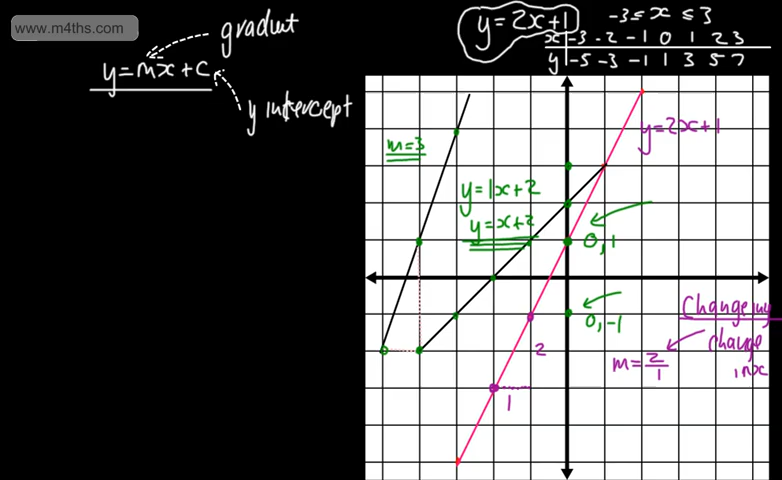 www.m4ths.com
gradient
y=mx+c
y intercept
y=2x+1
-3≤x≤3
x -3 -2 -1 0 1 2 3
y -5 -3 -1 1 3 5 7
y=2x+1
m=3
y=1x+2
y=x+2
0,1
0,-1
2
1
Change in y
Change in x
m=2/1